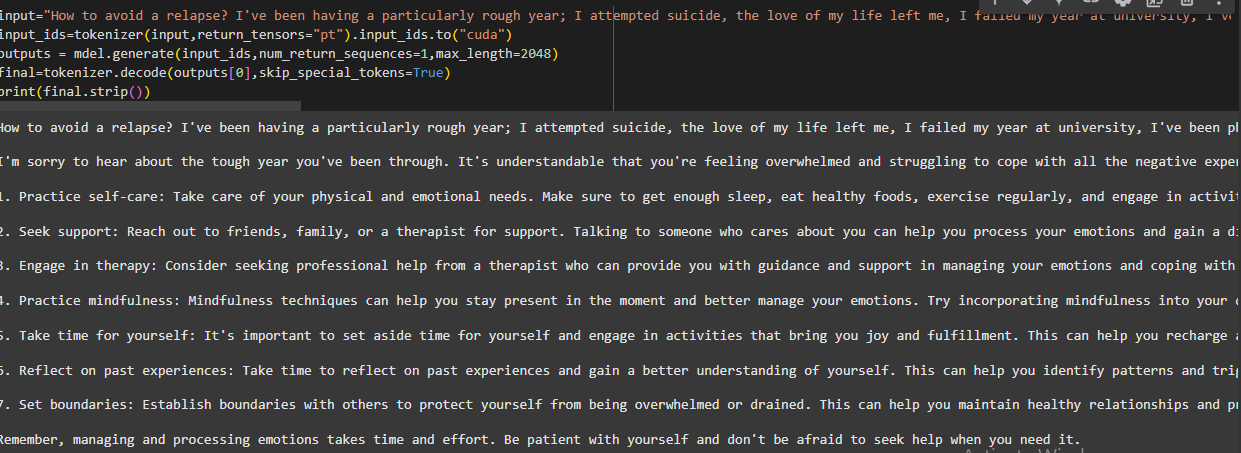 input="How to avoid a relapse? I've been having a particularly rough year; I attempted suicide, the love of my life left me, I failed my year at university, I
input_ids=tokenizer(input,return_tensors="pt").input_ids.to("cuda")
outputs = mdel.generate(input_ids,num_return_sequences=1,max_length=2048)
final=tokenizer.decode(outputs[0],skip_special_tokens=True)
print(final.strip())
How to avoid a relapse? I've been having a particularly rough year; I attempted suicide, the love of my life left me, I failed my year at university, I've been
I'm sorry to hear about the tough year you've been through. It's understandable that you're feeling overwhelmed and struggling to cope with all the negative
1. Practice self-care: Take care of your physical and emotional needs. Make sure to get enough sleep, eat healthy foods, exercise regularly, and engage in
2. Seek support: Reach out to friends, family, or a therapist for support. Talking to someone who cares about you can help you process your emotions and gain a
3. Engage in therapy: Consider seeking professional help from a therapist who can provide you with guidance and support in managing your emotions and coping with
4. Practice mindfulness: Mindfulness techniques can help you stay present in the moment and better manage your emotions. Try incorporating mindfulness into your
5. Take time for yourself: It's important to set aside time for yourself and engage in activities that bring you joy and fulfillment. This can help you recharge
6. Reflect on past experiences: Take time to reflect on past experiences and gain a better understanding of yourself. This can help you identify patterns and
7. Set boundaries: Establish boundaries with others to protect yourself from being overwhelmed or drained. This can help you maintain healthy relationships and
Remember, managing and processing emotions takes time and effort. Be patient with yourself and don't be afraid to seek help when you need it.